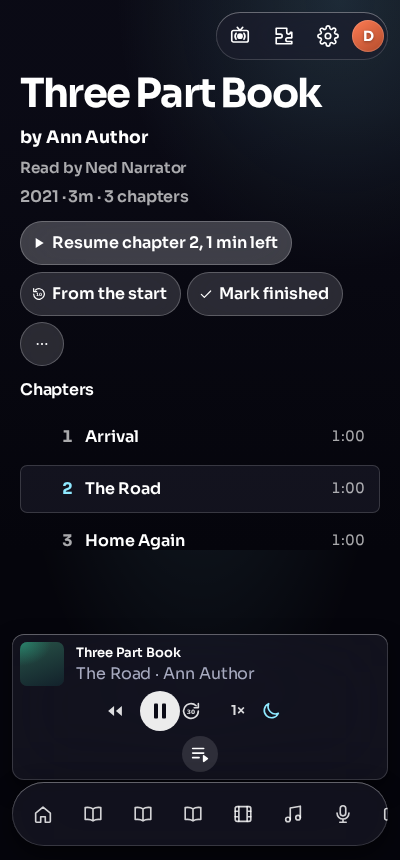 D
Three Part Book
by Ann Author
Read by Ned Narrator
2021 · 3m · 3 chapters
Resume chapter 2, 1 min left
From the start
Mark finished
Chapters
1 Arrival 1:00
2 The Road 1:00
3 Home Again 1:00
Three Part Book
The Road · Ann Author
30 1×